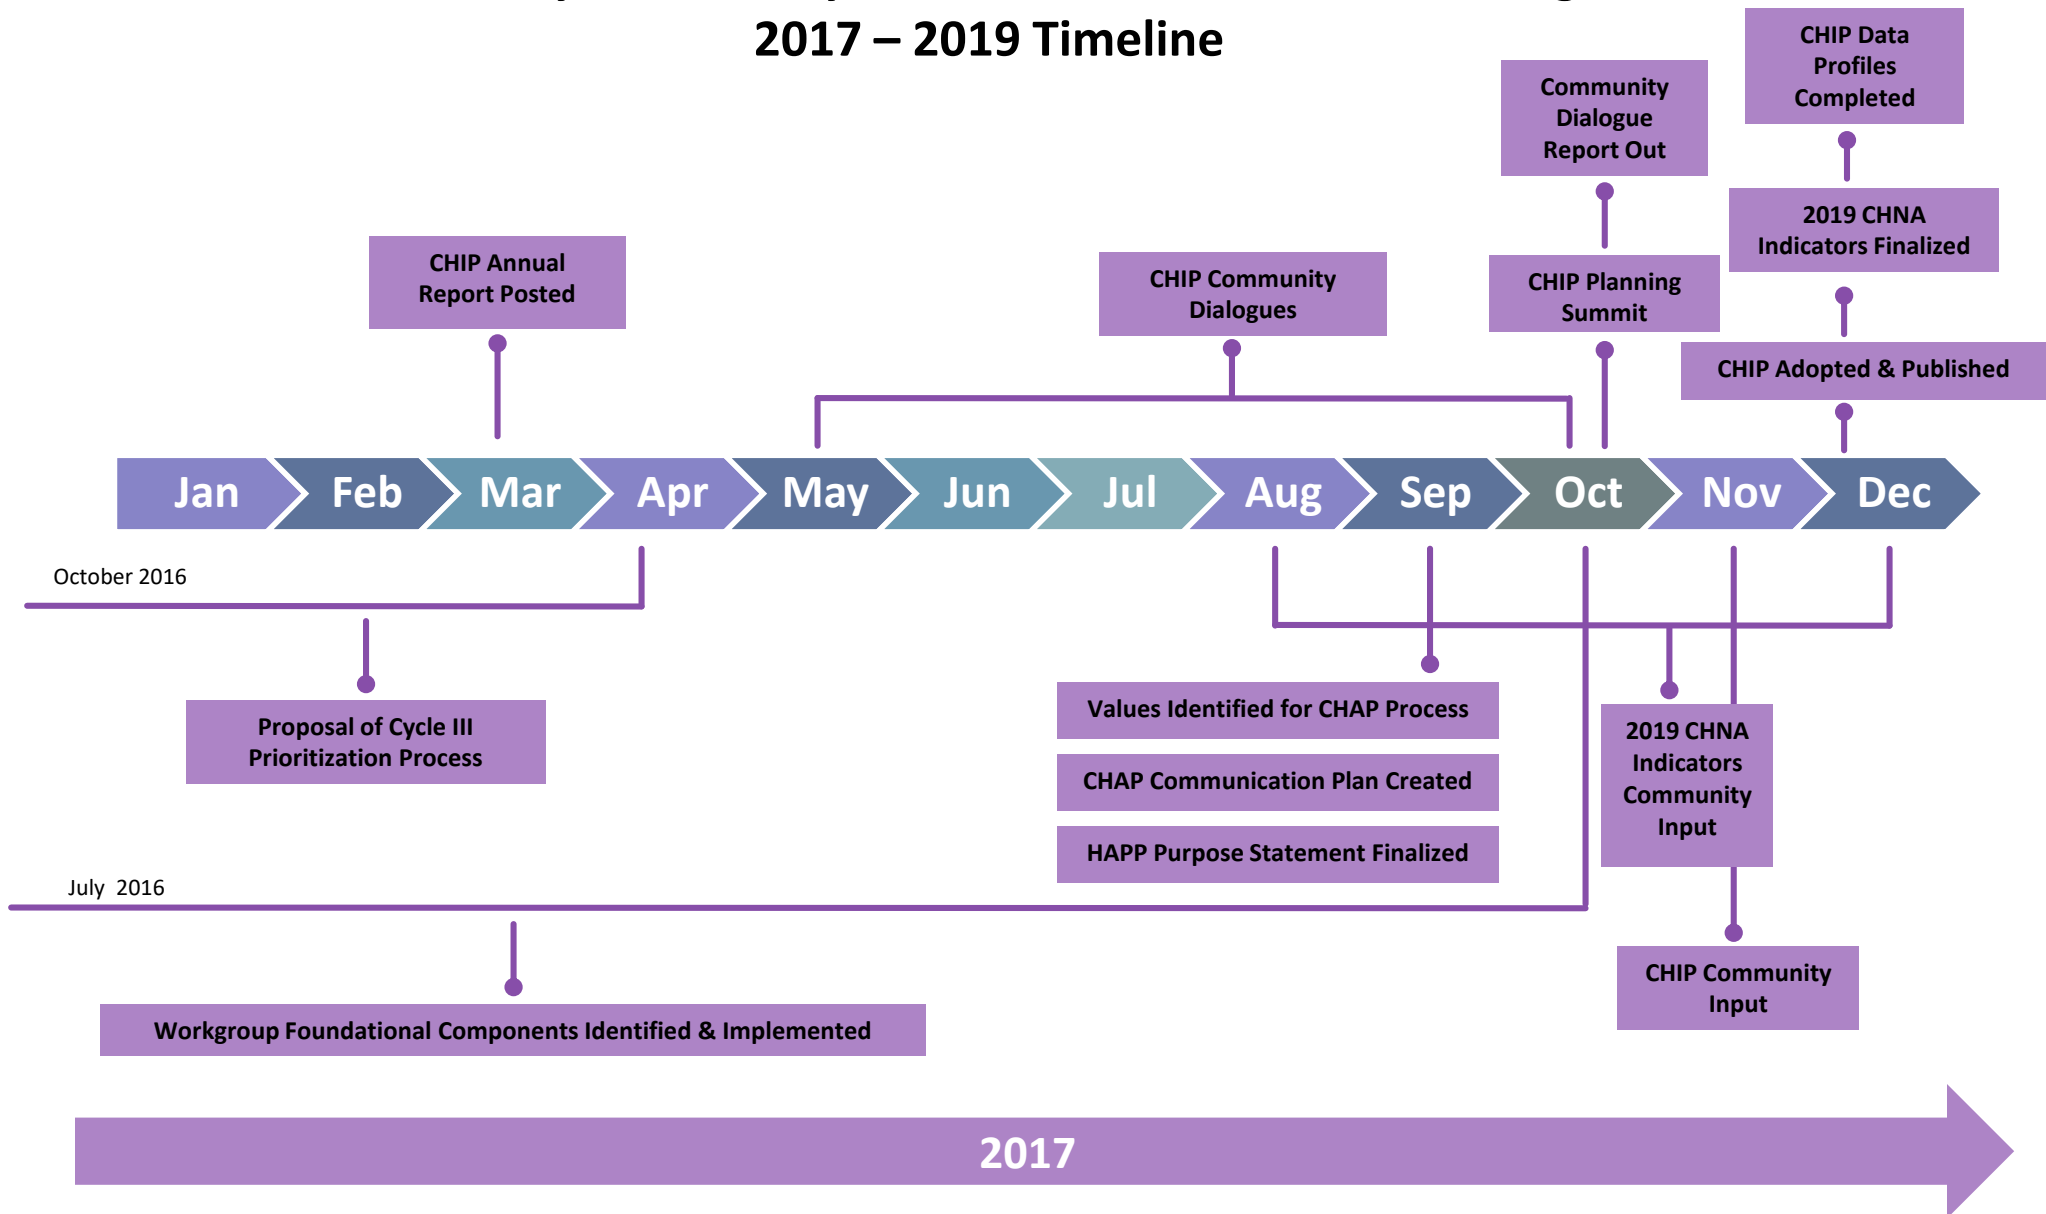 2017 – 2019 Timeline
CHIP Data
Profiles
Completed
Community
Dialogue
Report Out
2019 CHNA
Indicators Finalized
CHIP Annual
Report Posted
CHIP Community
Dialogues
CHIP Planning
Summit
CHIP Adopted & Published
Jan Feb Mar Apr May Jun Jul Aug Sep Oct Nov Dec
October 2016
Proposal of Cycle III
Prioritization Process
Values Identified for CHAP Process
CHAP Communication Plan Created
HAPP Purpose Statement Finalized
2019 CHNA
Indicators
Community
Input
July  2016
CHIP Community
Input
Workgroup Foundational Components Identified & Implemented
2017